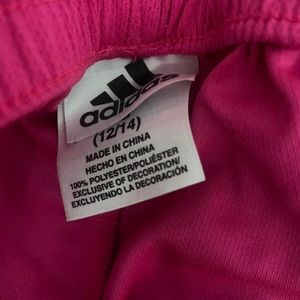 adidas
(12/14)
MADE IN CHINA
HECHO EN CHINA
100% POLYESTER/POLIÉSTER
EXCLUSIVE OF DECORATION/
EXCLUYENDO LA DECORACIÓN